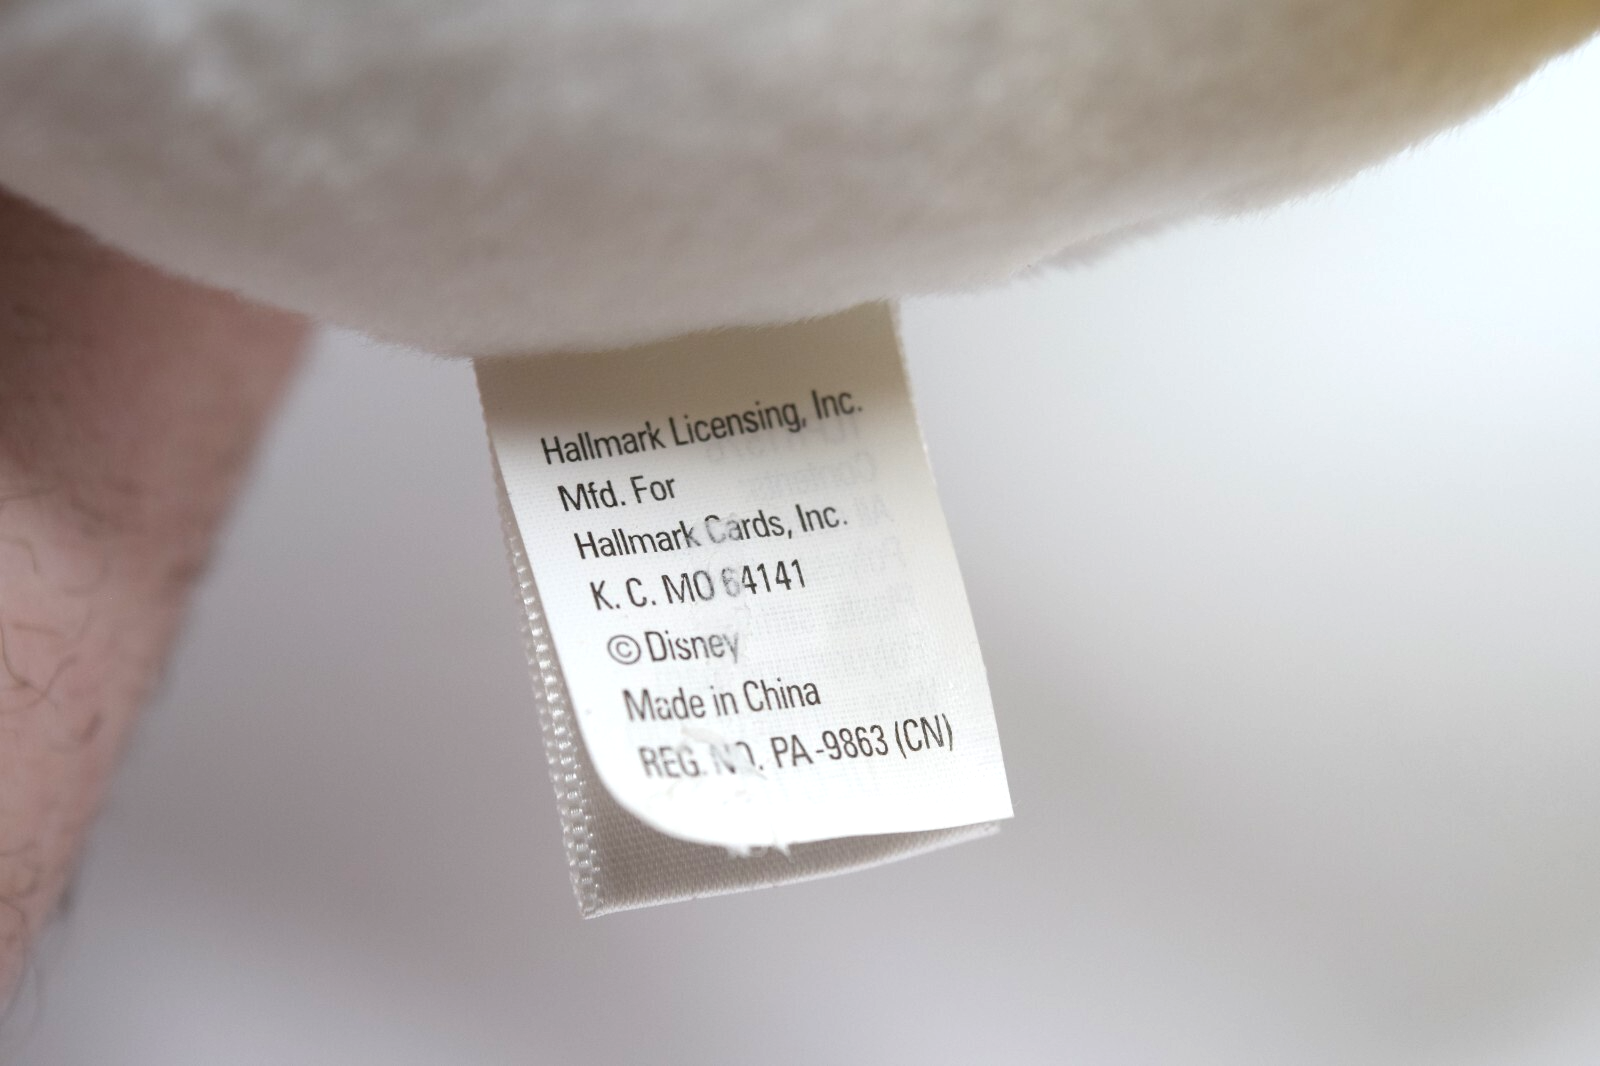 Hallmark Licensing, Inc.
Mfd. For
Hallmark Cards, Inc.
K. C. MO 64141
©Disney
Made in China
REG. NO. PA-9863 (CN)